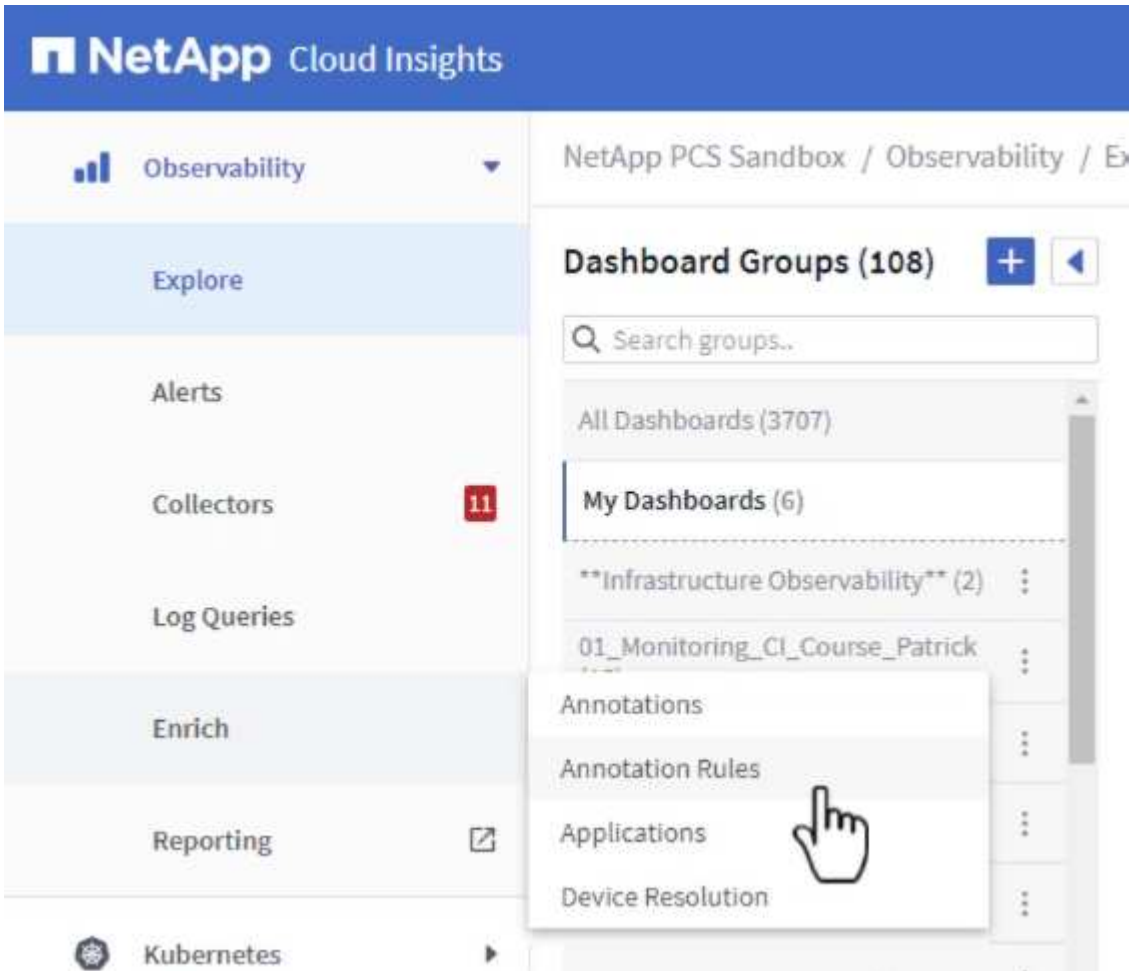 NetApp Cloud Insights
Observability
Explore
Alerts
Collectors
11
Log Queries
Enrich
Reporting
Kubernetes
NetApp PCS Sandbox / Observability /
Dashboard Groups (108)
+
Search groups..
All Dashboards (3707)
My Dashboards (6)
**Infrastructure Observability** (2)
01_Monitoring_CI_Course_Patrick
Annotations
Annotation Rules
Applications
Device Resolution